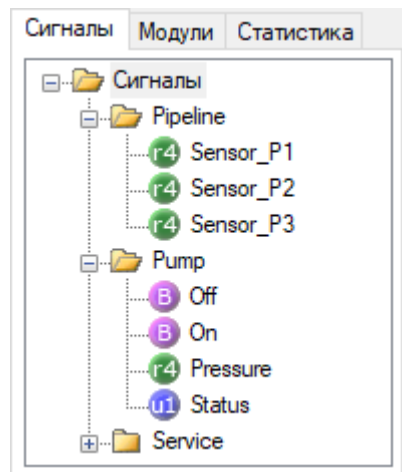 Сигналы Модули Статистика
Сигналы
Pipeline
r4 Sensor_P1
r4 Sensor_P2
r4 Sensor_P3
Pump
B Off
B On
r4 Pressure
u1 Status
Service